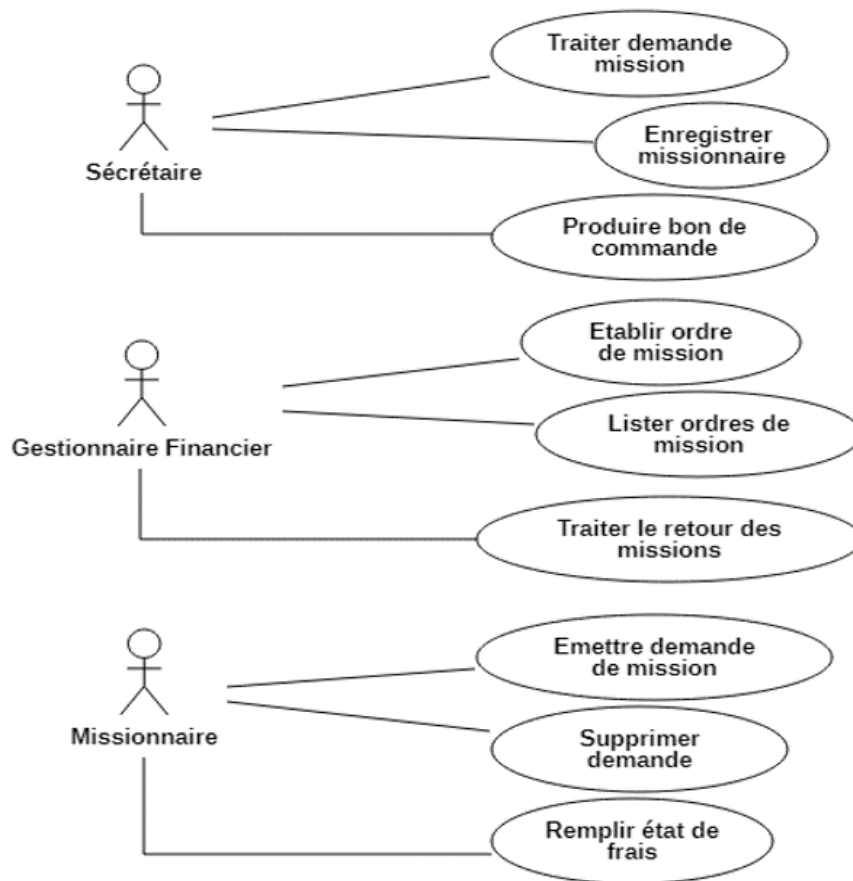 Traiter demande
mission
Enregistrer
missionnaire
Sécrétaire
Produire bon de
commande
Etablir ordre
de mission
Lister ordres de
mission
Gestionnaire Financier
Traiter le retour des
missions
Emettre demande
de mission
Missionnaire
Supprimer
demande
Remplir état de
frais